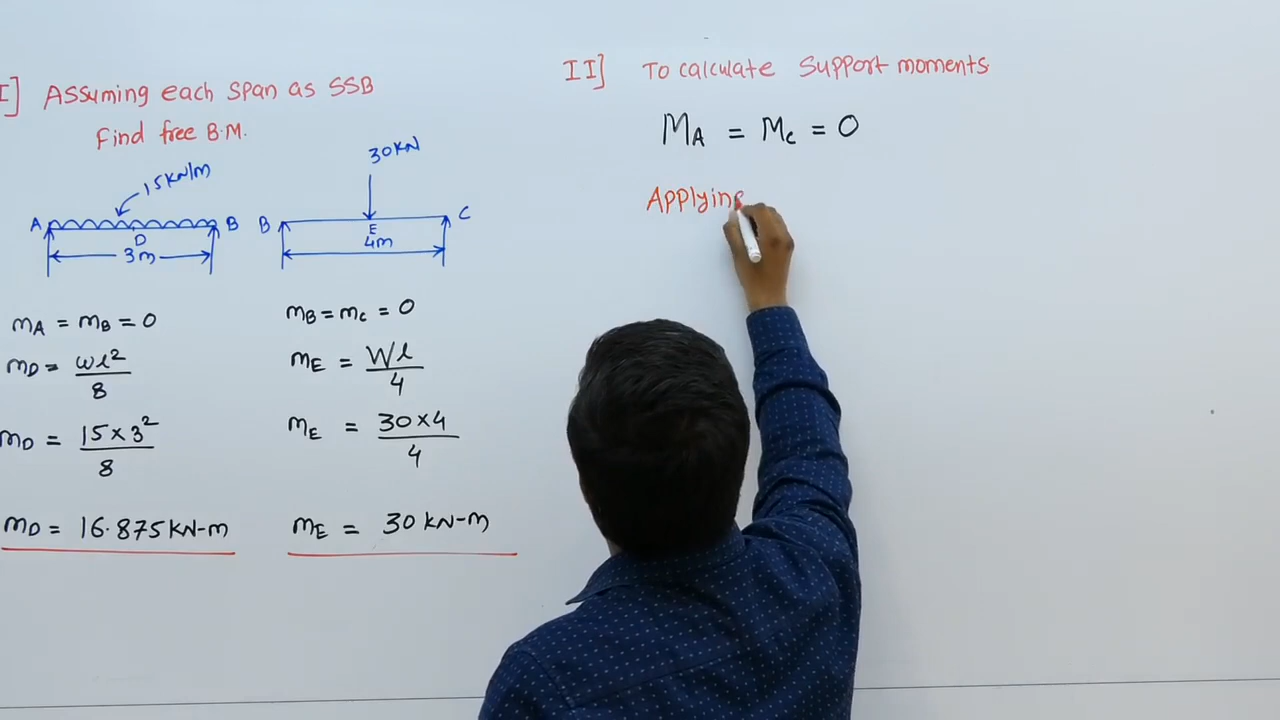 I] Assuming each span as SSB
Find free B.M.
15KN/m
A
B
D
3m
30KN
B
C
E
4m
MA = MB = 0
MD = wl²/8
MD = 15×3²/8
MD = 16.875KN-m
MB = MC = 0
ME = Wl/4
ME = 30×4/4
ME = 30 KN-m
II] To calculate Support moments
MA = MC = 0
Applying